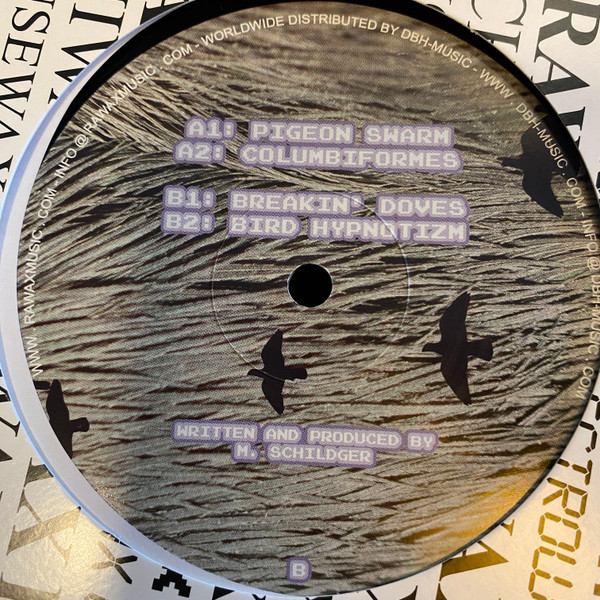 WWW . RAWAXMUSIC . COM - INFO @ RAWAXMUSIC . COM - WORLDWIDE DISTRIBUTED BY DBH-MUSIC - WWW . DBH-MUSIC . COM - INFO @ DBH-MUSIC . COM
A1: PIGEON SWARM
A2: COLUMBIFORMES
B1: BREAKIN' DOVES
B2: BIRD HYPNOTIZM
WRITTEN AND PRODUCED BY
M. SCHILDGER
B